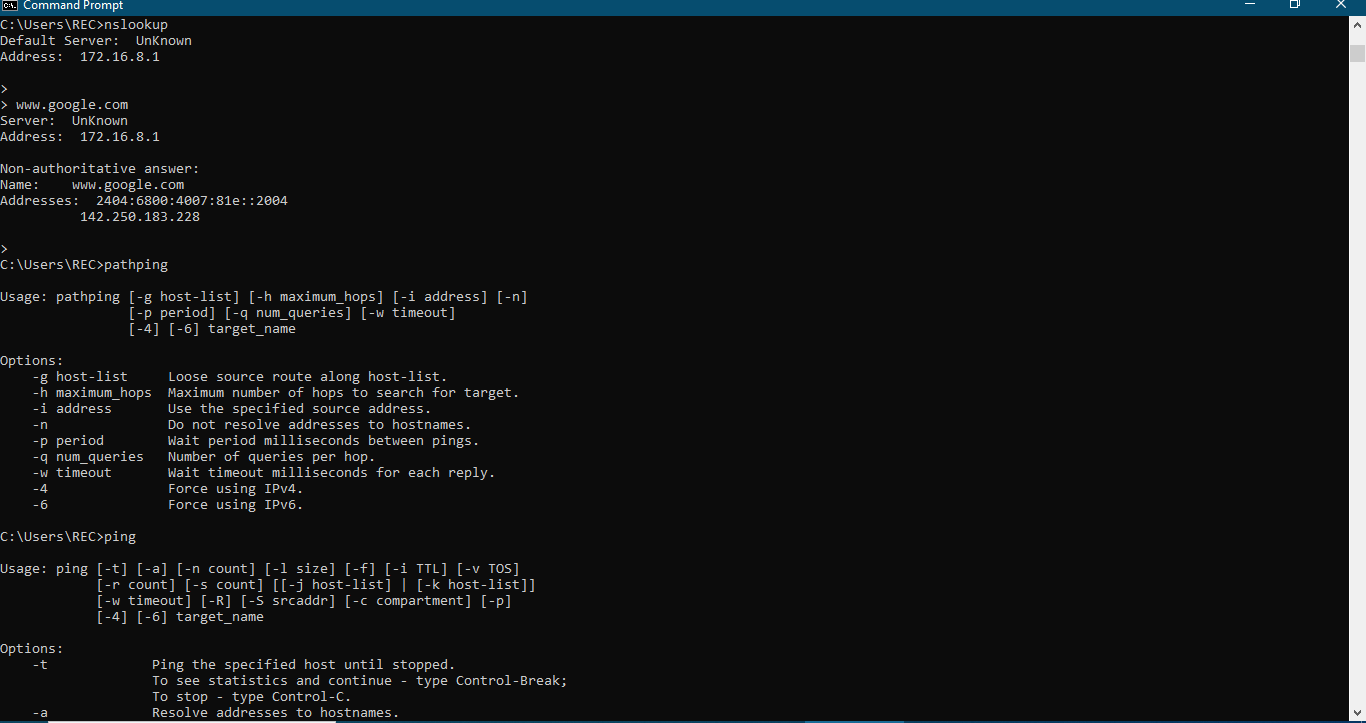 Command Prompt
C:\Users\REC>nslookup
Default Server:  UnKnown
Address:  172.16.8.1
>
> www.google.com
Server:  UnKnown
Address:  172.16.8.1
Non-authoritative answer:
Name:    www.google.com
Addresses:  2404:6800:4007:81e::2004
          142.250.183.228
>
C:\Users\REC>pathping
Usage: pathping [-g host-list] [-h maximum_hops] [-i address] [-n]
                [-p period] [-q num_queries] [-w timeout]
                [-4] [-6] target_name
Options:
    -g host-list     Loose source route along host-list.
    -h maximum_hops  Maximum number of hops to search for target.
    -i address       Use the specified source address.
    -n               Do not resolve addresses to hostnames.
    -p period        Wait period milliseconds between pings.
    -q num_queries   Number of queries per hop.
    -w timeout       Wait timeout milliseconds for each reply.
    -4               Force using IPv4.
    -6               Force using IPv6.
C:\Users\REC>ping
Usage: ping [-t] [-a] [-n count] [-l size] [-f] [-i TTL] [-v TOS]
            [-r count] [-s count] [[-j host-list] | [-k host-list]]
            [-w timeout] [-R] [-S srcaddr] [-c compartment] [-p]
            [-4] [-6] target_name
Options:
    -t             Ping the specified host until stopped.
                   To see statistics and continue - type Control-Break;
                   To stop - type Control-C.
    -a             Resolve addresses to hostnames.